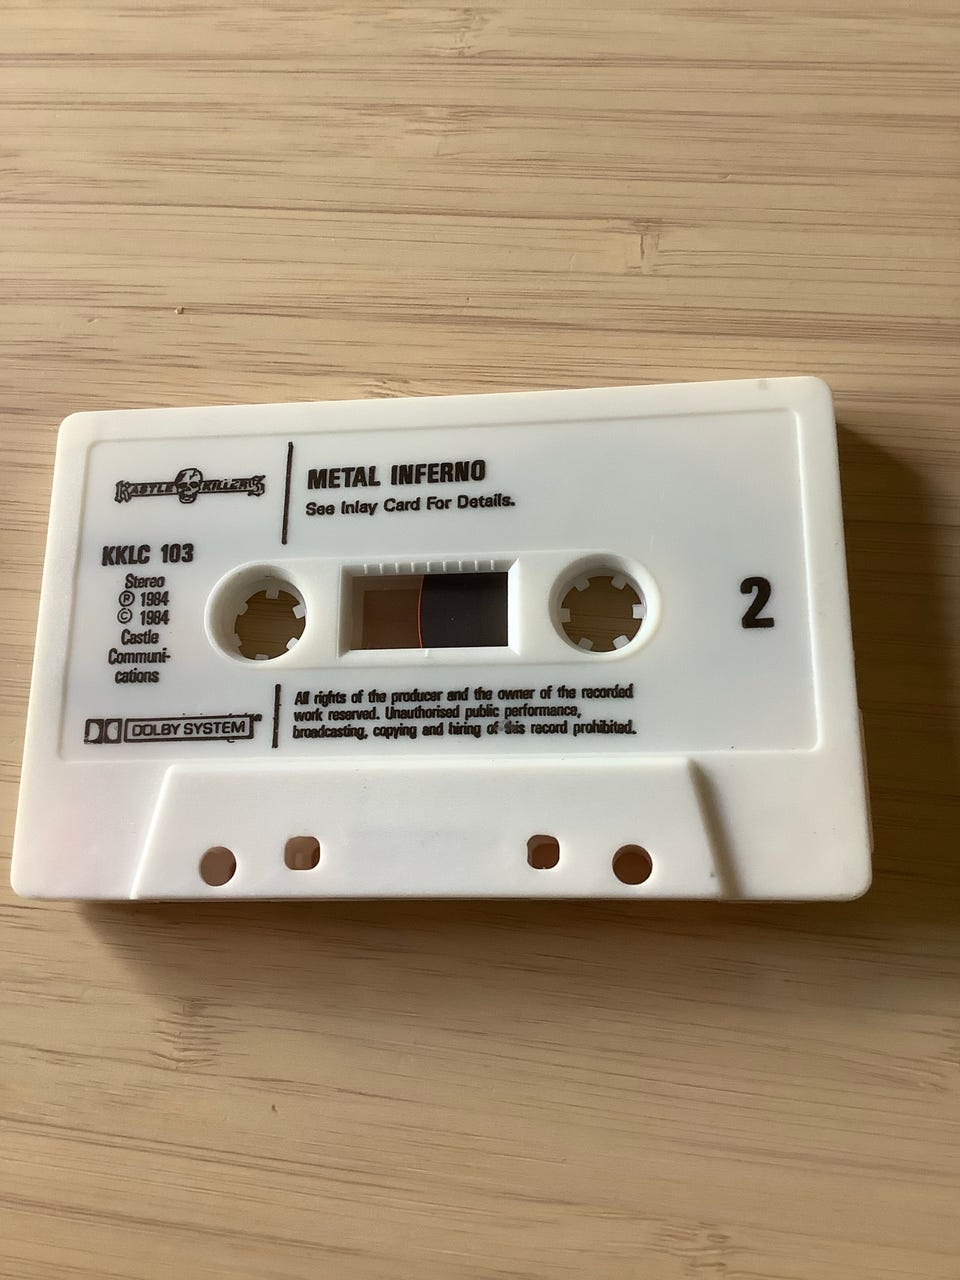 KASTLE KILLERS
METAL INFERNO
See Inlay Card For Details.
KKLC 103
Stereo
℗ 1984
© 1984
Castle
Communi-
cations
2
DOLBY SYSTEM
All rights of the producer and the owner of the recorded
work reserved. Unauthorised public performance,
broadcasting, copying and hiring of this record prohibited.